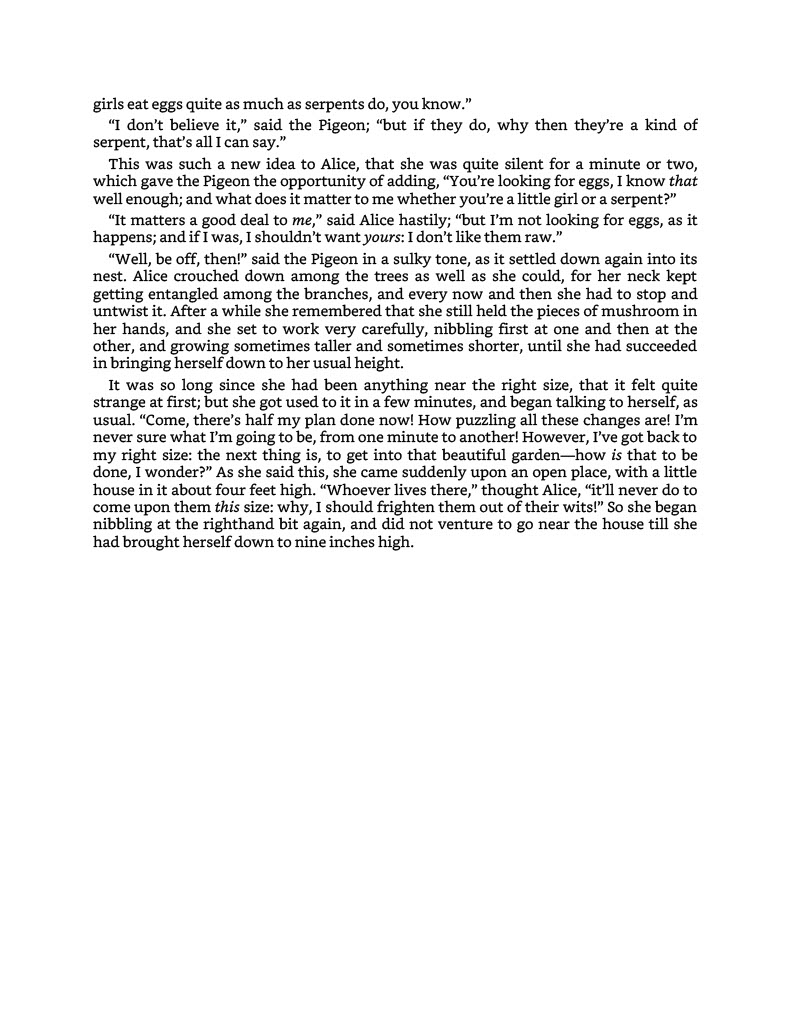 girls eat eggs quite as much as serpents do, you know.”
“I don’t believe it,” said the Pigeon; “but if they do, why then they’re a kind of
serpent, that’s all I can say.”
This was such a new idea to Alice, that she was quite silent for a minute or two,
which gave the Pigeon the opportunity of adding, “You’re looking for eggs, I know that
well enough; and what does it matter to me whether you’re a little girl or a serpent?”
“It matters a good deal to me,” said Alice hastily; “but I’m not looking for eggs, as it
happens; and if I was, I shouldn’t want yours: I don’t like them raw.”
“Well, be off, then!” said the Pigeon in a sulky tone, as it settled down again into its
nest. Alice crouched down among the trees as well as she could, for her neck kept
getting entangled among the branches, and every now and then she had to stop and
untwist it. After a while she remembered that she still held the pieces of mushroom in
her hands, and she set to work very carefully, nibbling first at one and then at the
other, and growing sometimes taller and sometimes shorter, until she had succeeded
in bringing herself down to her usual height.
It was so long since she had been anything near the right size, that it felt quite
strange at first; but she got used to it in a few minutes, and began talking to herself, as
usual. “Come, there’s half my plan done now! How puzzling all these changes are! I’m
never sure what I’m going to be, from one minute to another! However, I’ve got back to
my right size: the next thing is, to get into that beautiful garden—how is that to be
done, I wonder?” As she said this, she came suddenly upon an open place, with a little
house in it about four feet high. “Whoever lives there,” thought Alice, “it’ll never do to
come upon them this size: why, I should frighten them out of their wits!” So she began
nibbling at the righthand bit again, and did not venture to go near the house till she
had brought herself down to nine inches high.